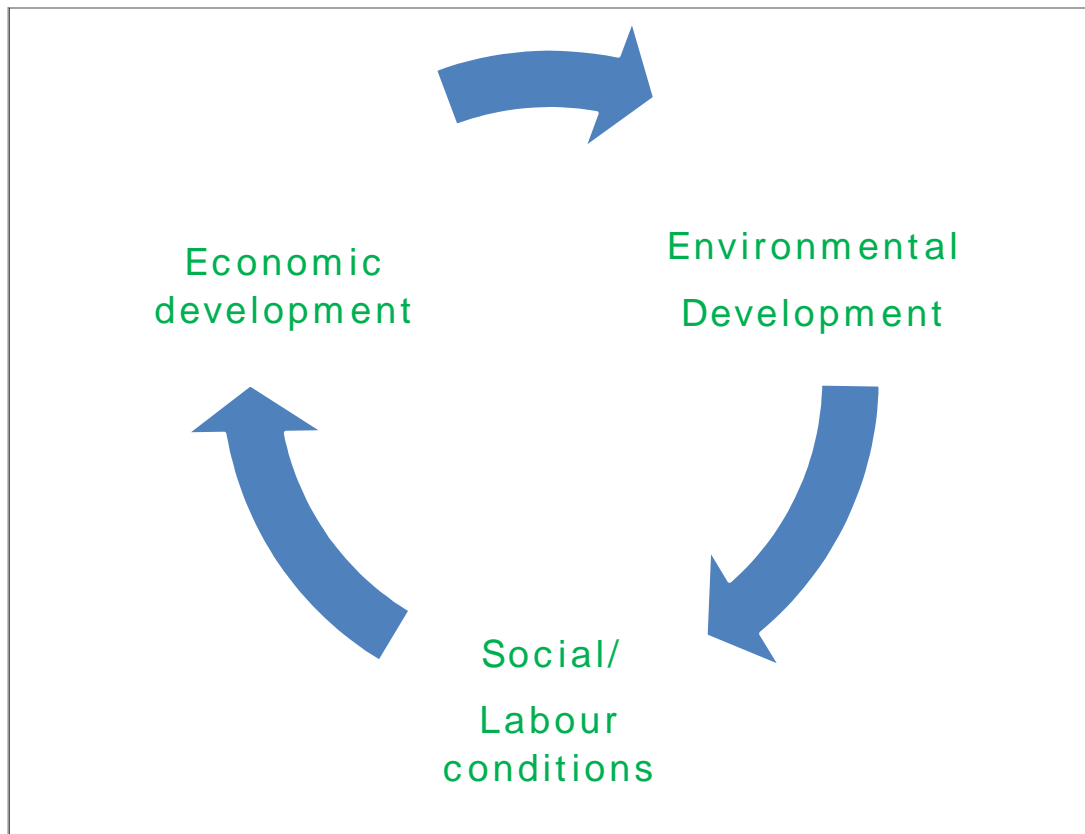 Economic
development
Environmental
Development
Social/
Labour
conditions